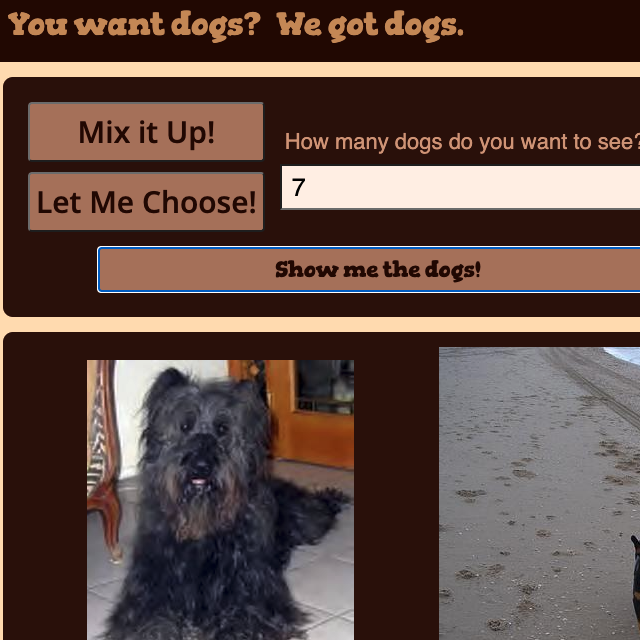 You want dogs? We got dogs.
Mix it Up!
How many dogs do you want to see?
Let Me Choose!
7
Show me the dogs!